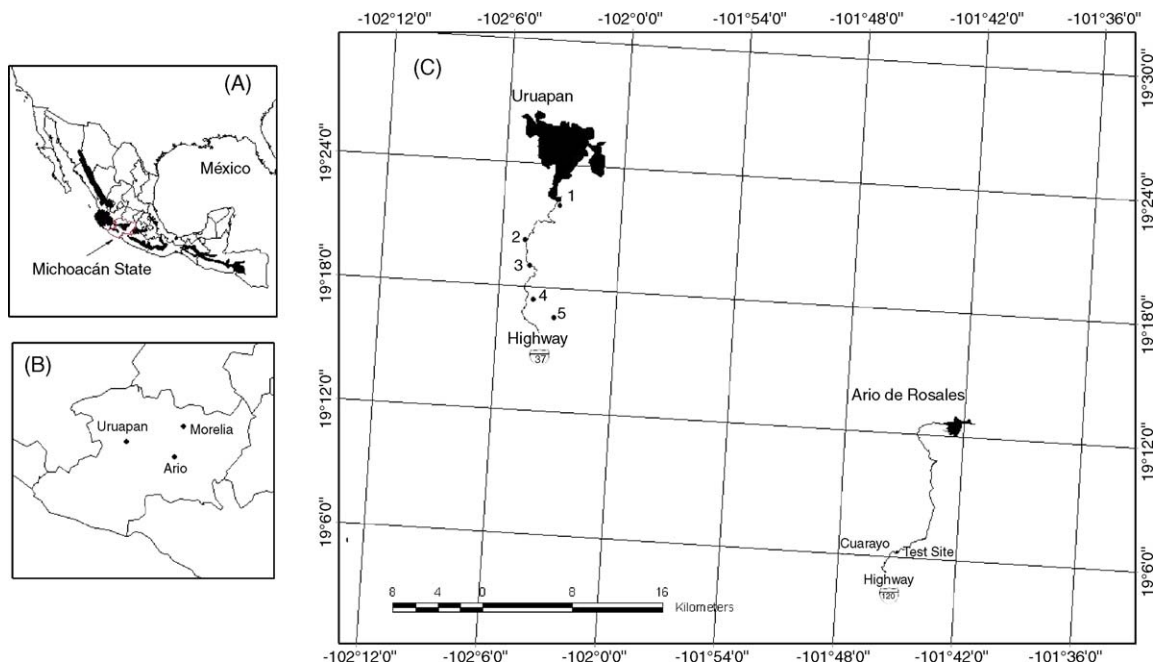 (A)
México
Michoacán State
(B)
Uruapan
Morelia
Ario
-102°12'0" -102°6'0" -102°0'0" -101°54'0" -101°48'0" -101°42'0" -101°36'0"
(C)
19°30'0"
Uruapan
19°24'0"
19°24'0"
1
2
3
19°18'0"
4
5
19°18'0"
Highway
37
19°12'0"
Ario de Rosales
19°12'0"
19°6'0"
Cuarayo
Test Site
19°6'0"
Highway
120
8 4 0 8 16
Kilometers
-102°12'0" -102°6'0" -102°0'0" -101°54'0" -101°48'0" -101°42'0" -101°36'0"